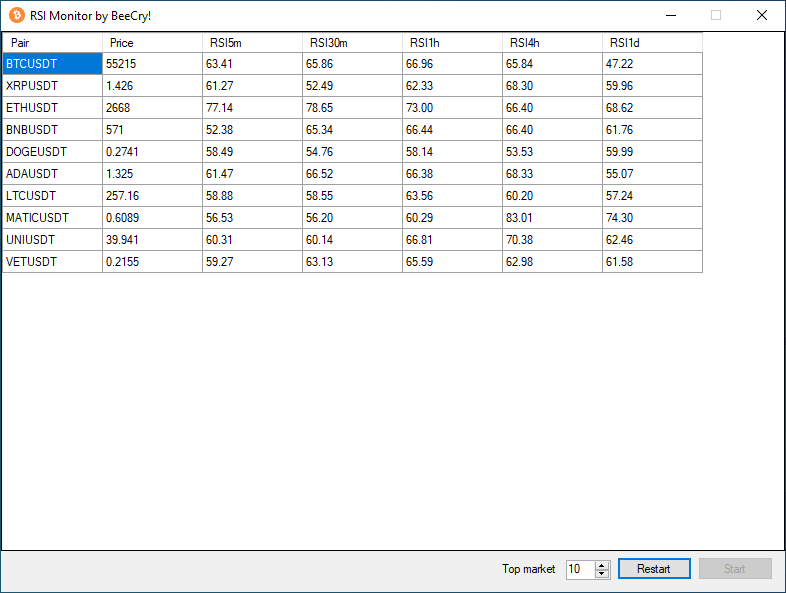 RSI Monitor by BeeCry!
Pair Price RSI5m RSI30m RSI1h RSI4h RSI1d
BTCUSDT 55215 63.41 65.86 66.96 65.84 47.22
XRPUSDT 1.426 61.27 52.49 62.33 68.30 59.96
ETHUSDT 2668 77.14 78.65 73.00 66.40 68.62
BNBUSDT 571 52.38 65.34 66.44 66.40 61.76
DOGEUSDT 0.2741 58.49 54.76 58.14 53.53 59.99
ADAUSDT 1.325 61.47 66.52 66.38 68.33 55.07
LTCUSDT 257.16 58.88 58.55 63.56 60.20 57.24
MATICUSDT 0.6089 56.53 56.20 60.29 83.01 74.30
UNIUSDT 39.941 60.31 60.14 66.81 70.38 62.46
VETUSDT 0.2155 59.27 63.13 65.59 62.98 61.58
Top market 10 Restart Start